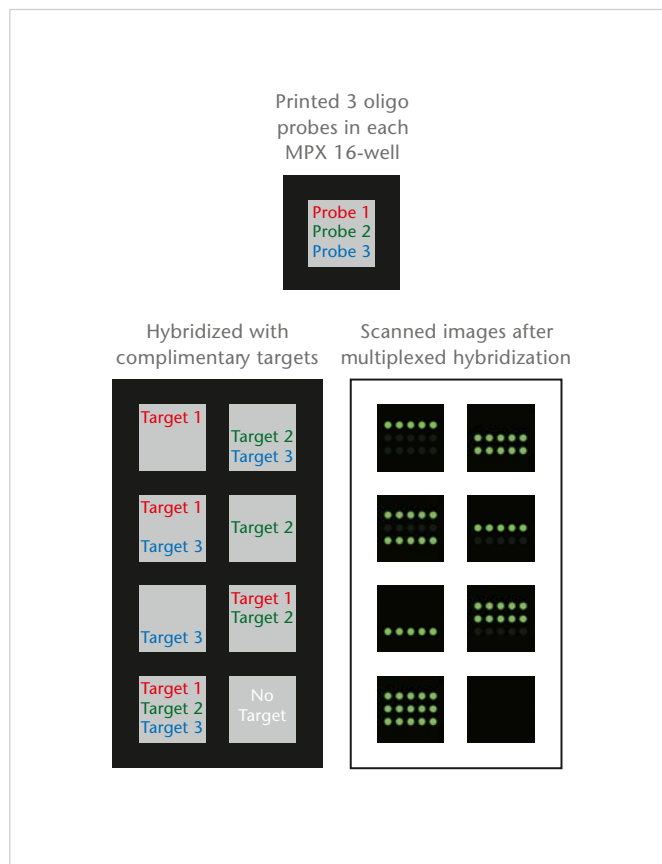 Printed 3 oligo
probes in each
MPX 16-well
Probe 1
Probe 2
Probe 3
Hybridized with
complimentary targets
Target 1
Target 2
Target 3
Target 1
Target 3
Target 2
Target 3
Target 1
Target 2
Target 1
Target 2
Target 3
No
Target
Scanned images after
multiplexed hybridization